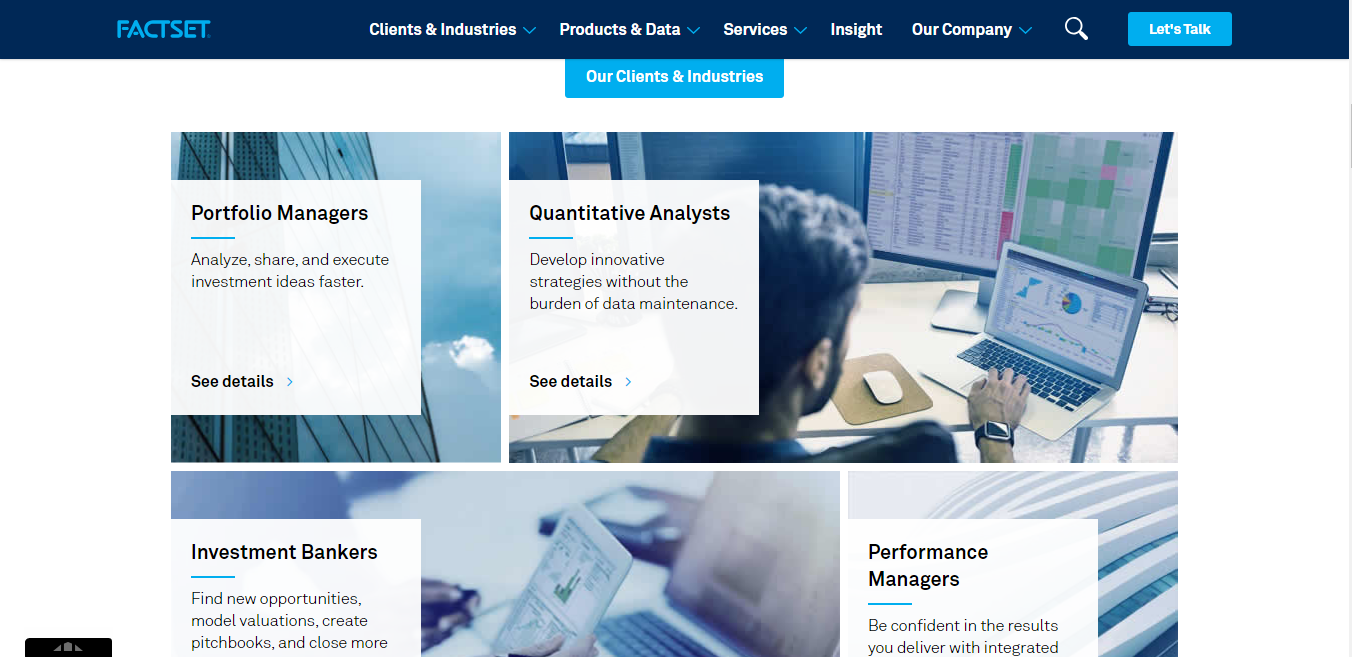 FACTSET
Clients & Industries
Products & Data
Services
Insight
Our Company
Let's Talk
Our Clients & Industries
Portfolio Managers
Analyze, share, and execute
investment ideas faster.
See details
Quantitative Analysts
Develop innovative
strategies without the
burden of data maintenance.
See details
Investment Bankers
Find new opportunities,
model valuations, create
pitchbooks, and close more
Performance
Managers
Be confident in the results
you deliver with integrated